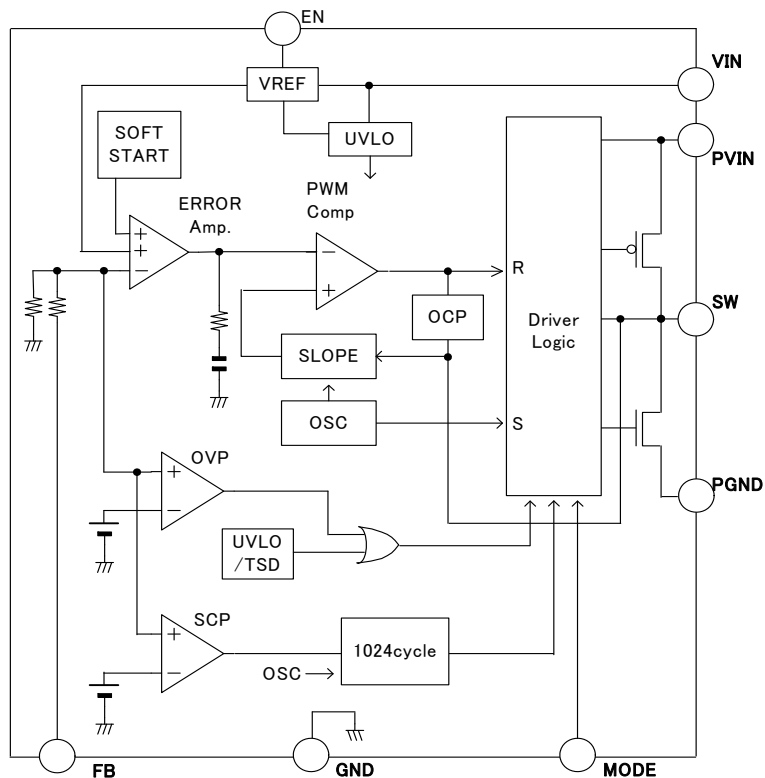 EN
VIN
VREF
SOFT
START
UVLO
PVIN
PWM
Comp
ERROR
Amp.
+
+
−
−
+
R
OCP
Driver
Logic
SW
SLOPE
OSC
S
OVP
+
−
PGND
UVLO
/TSD
SCP
+
−
1024cycle
OSC
FB
GND
MODE